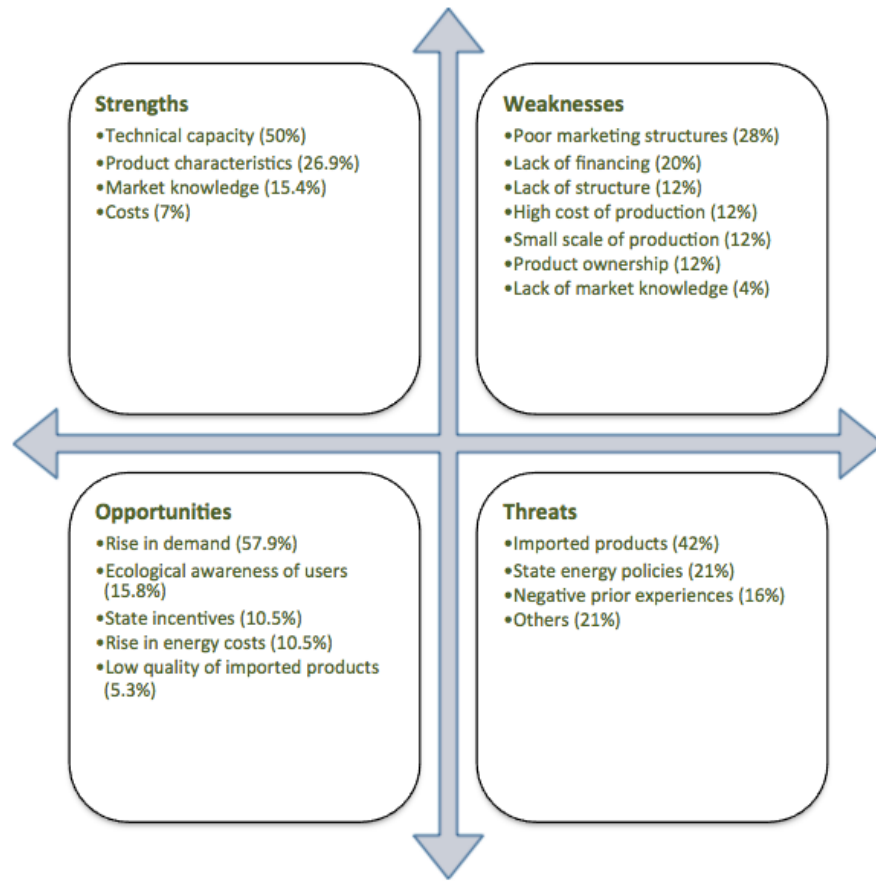 Strengths
•Technical capacity (50%)
•Product characteristics (26.9%)
•Market knowledge (15.4%)
•Costs (7%)
Weaknesses
•Poor marketing structures (28%)
•Lack of financing (20%)
•Lack of structure (12%)
•High cost of production (12%)
•Small scale of production (12%)
•Product ownership (12%)
•Lack of market knowledge (4%)
Opportunities
•Rise in demand (57.9%)
•Ecological awareness of users
(15.8%)
•State incentives (10.5%)
•Rise in energy costs (10.5%)
•Low quality of imported products
(5.3%)
Threats
•Imported products (42%)
•State energy policies (21%)
•Negative prior experiences (16%)
•Others (21%)